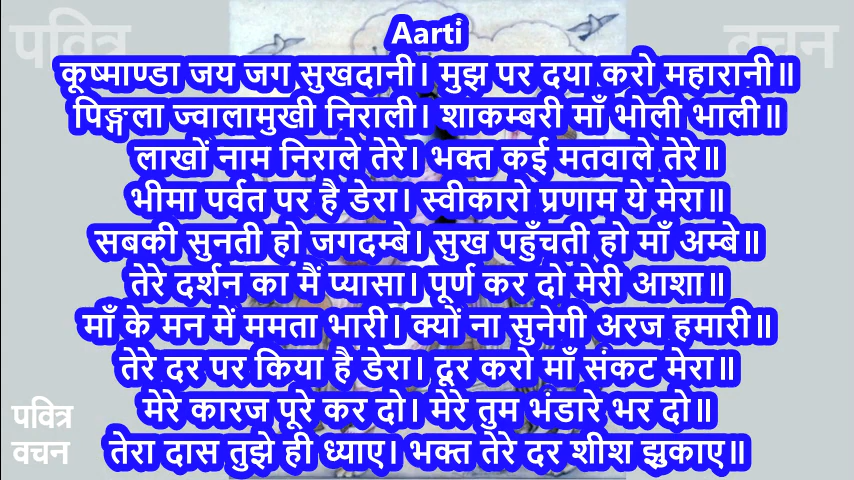 पवित्र
वचन
Aarti
कूष्माण्डा जय जग सुखदानी। मुझ पर दया करो महारानी॥
पिङ्गला ज्वालामुखी निराली। शाकम्बरी माँ भोली भाली॥
लाखों नाम निराले तेरे। भक्त कई मतवाले तेरे॥
भीमा पर्वत पर है डेरा। स्वीकारो प्रणाम ये मेरा॥
सबकी सुनती हो जगदम्बे। सुख पहुँचती हो माँ अम्बे॥
तेरे दर्शन का मैं प्यासा। पूर्ण कर दो मेरी आशा॥
माँ के मन में ममता भारी। क्यों ना सुनेगी अरज हमारी॥
तेरे दर पर किया है डेरा। दूर करो माँ संकट मेरा॥
मेरे कारज पूरे कर दो। मेरे तुम भंडारे भर दो॥
तेरा दास तुझे ही ध्याए। भक्त तेरे दर शीश झुकाए॥
पवित्र
वचन